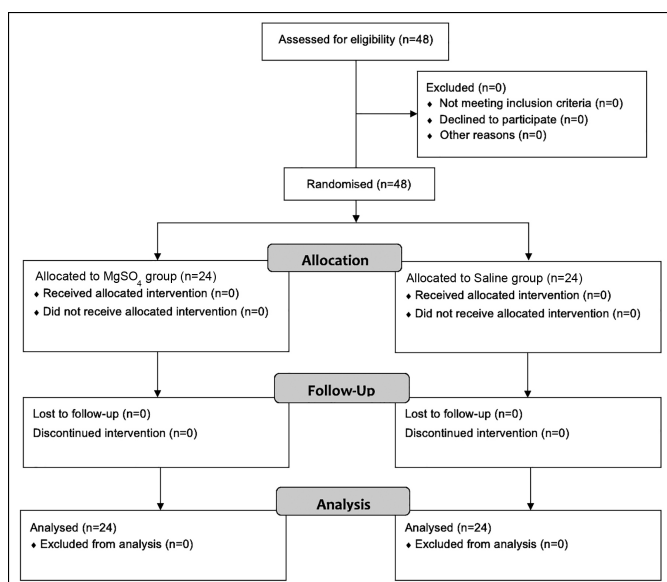 Assessed for eligibility (n=48)
Excluded (n=0)
♦ Not meeting inclusion criteria (n=0)
♦ Declined to participate (n=0)
♦ Other reasons (n=0)
Randomised (n=48)
Allocation
Allocated to MgSO₄ group (n=24)
♦ Received allocated intervention (n=0)
♦ Did not receive allocated intervention (n=0)
Allocated to Saline group (n=24)
♦ Received allocated intervention (n=0)
♦ Did not receive allocated intervention (n=0)
Follow-Up
Lost to follow-up (n=0)
Discontinued intervention (n=0)
Lost to follow-up (n=0)
Discontinued intervention (n=0)
Analysis
Analysed (n=24)
♦ Excluded from analysis (n=0)
Analysed (n=24)
♦ Excluded from analysis (n=0)